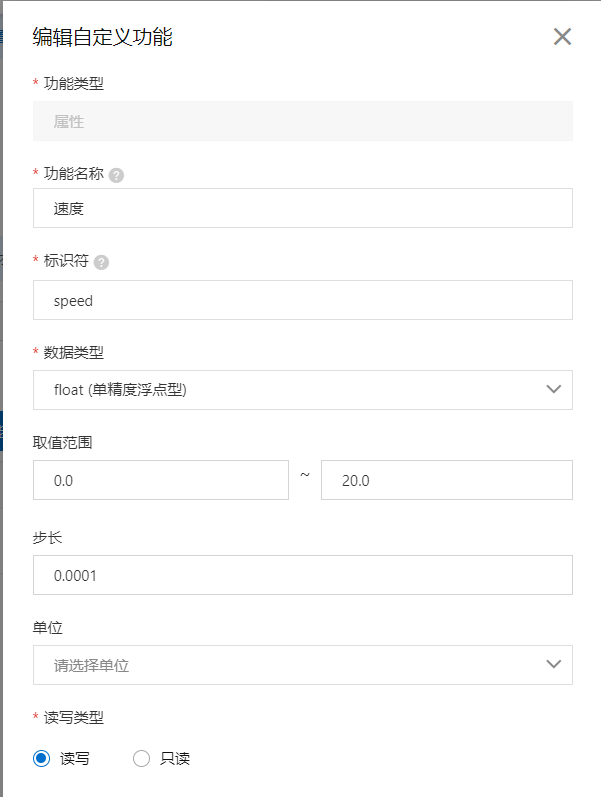 编辑自定义功能
* 功能类型
属性
* 功能名称 ?
速度
* 标识符 ?
speed
* 数据类型
float (单精度浮点型)
取值范围
0.0 ~ 20.0
步长
0.0001
单位
请选择单位
* 读写类型
读写 只读